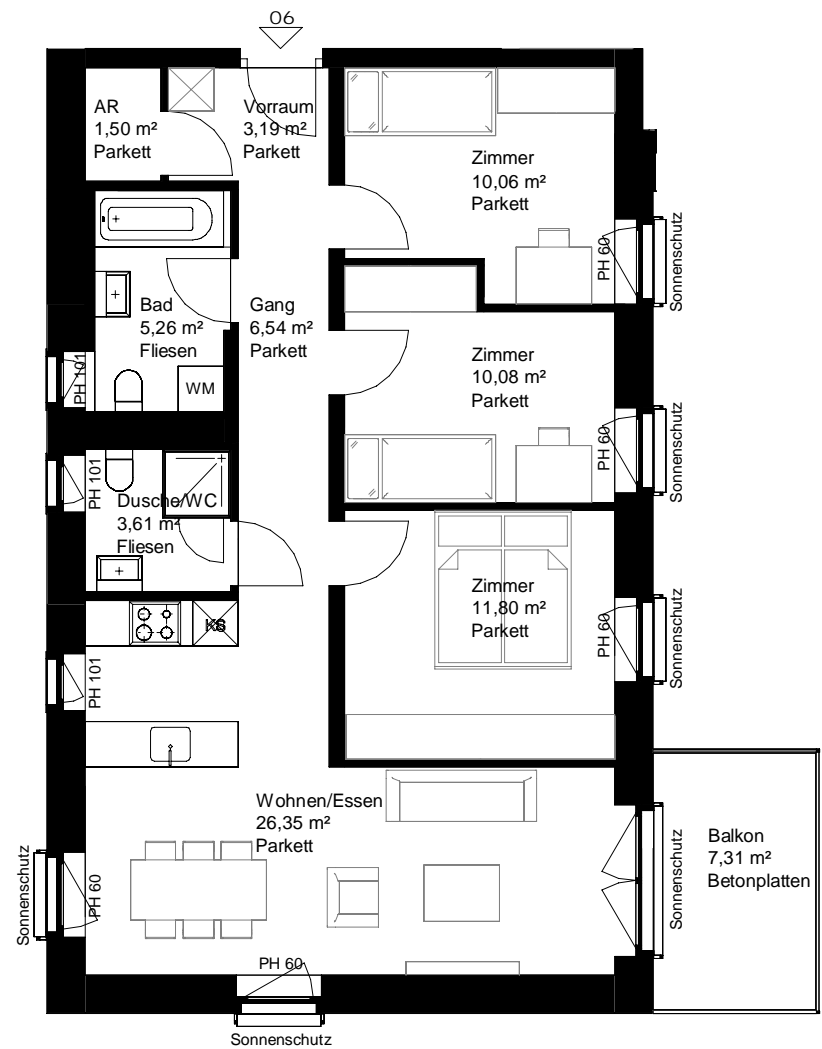 06
AR
1,50 m²
Parkett
Vorraum
3,19 m²
Parkett
Zimmer
10,06 m²
Parkett
PH 60
Sonnenschutz
Bad
5,26 m²
Fliesen
WM
PH 101
Gang
6,54 m²
Parkett
Zimmer
10,08 m²
Parkett
PH 60
Sonnenschutz
PH 101
Dusche/WC
3,61 m²
Fliesen
Zimmer
11,80 m²
Parkett
PH 60
Sonnenschutz
KS
PH 101
Wohnen/Essen
26,35 m²
Parkett
Sonnenschutz
PH 60
PH 60
Sonnenschutz
Sonnenschutz
Balkon
7,31 m²
Betonplatten